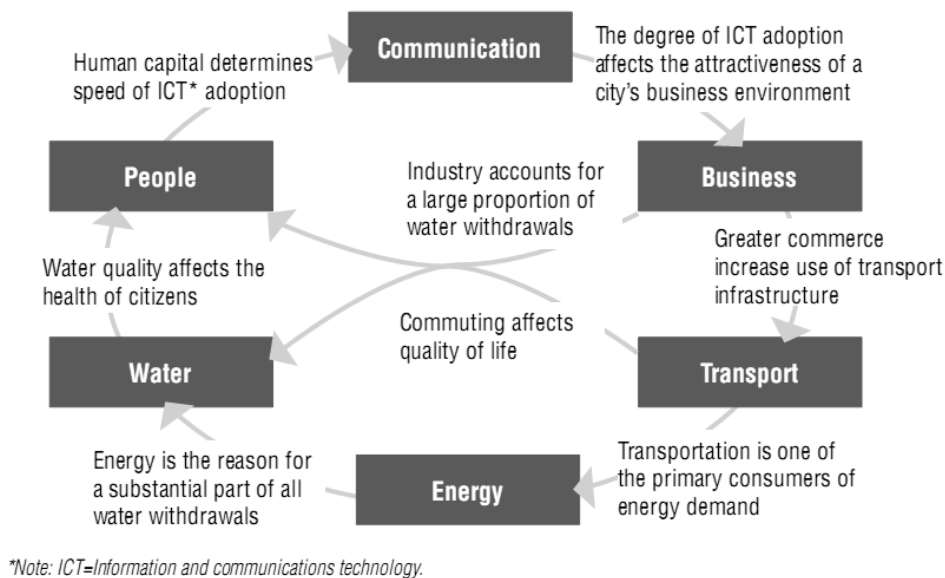 Communication
Human capital determines
speed of ICT* adoption
The degree of ICT adoption
affects the attractiveness of a
city's business environment
People
Industry accounts for
a large proportion of
water withdrawals
Business
Water quality affects the
health of citizens
Greater commerce
increase use of transport
infrastructure
Commuting affects
quality of life
Water
Transport
Energy is the reason for
a substantial part of all
water withdrawals
Energy
Transportation is one of
the primary consumers of
energy demand
*Note: ICT=Information and communications technology.